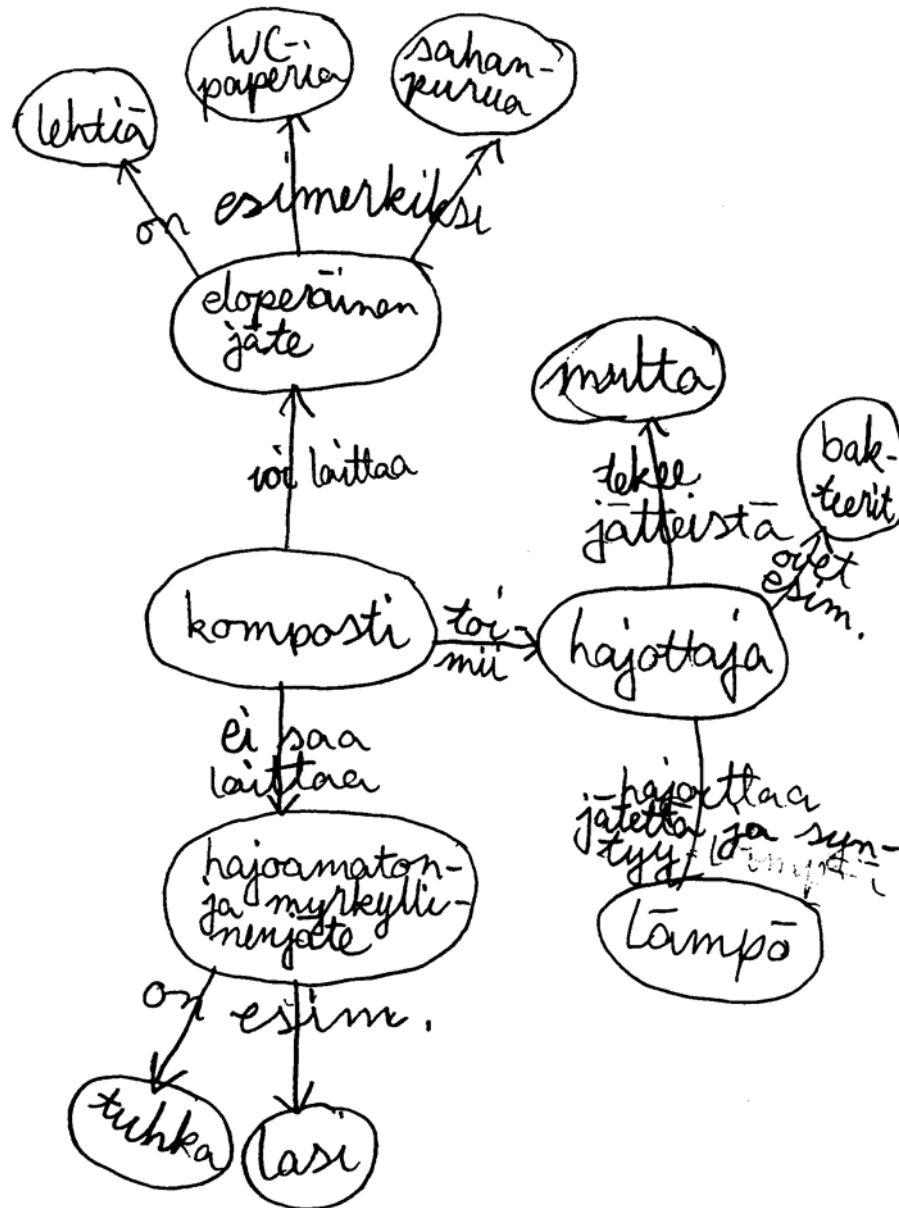 WC-
paperia
sahan-
purua
lehtiä
on esimerkiksi
eloperäinen
jäte
voi laittaa
komposti
toi-
mii
hajottaja
tekee
jätteistä
multa
ovat
esim.
bak-
teerit
hajoittaa
jätettä ja syn-
tyy
Lämpö
ei saa
laittaa
hajoamaton-
ja myrkylli-
nenjäte
on esim.
tuhka
lasi